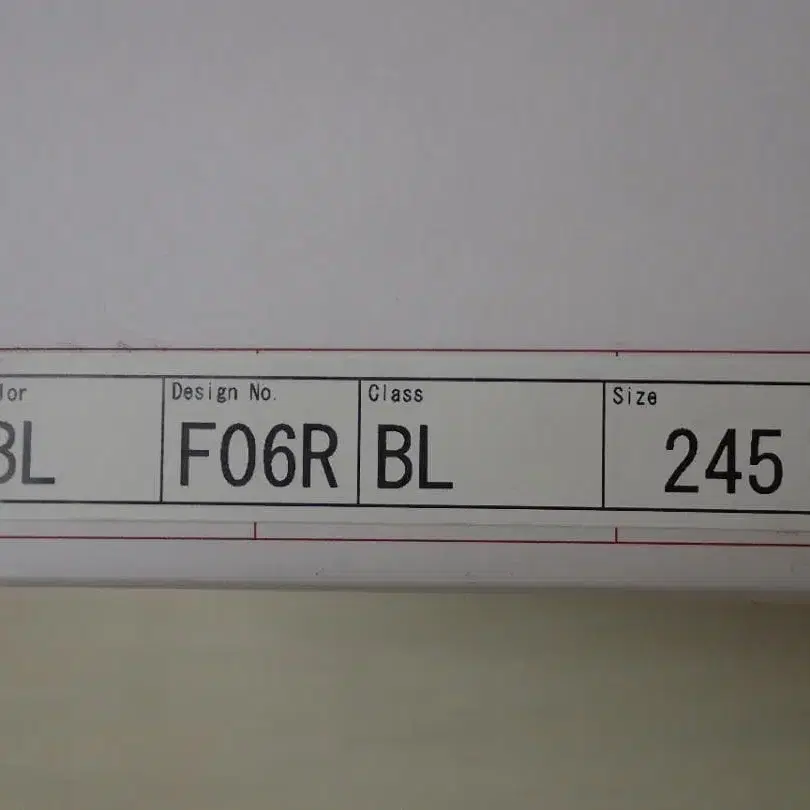 lor Design No. Class Size
BL F06R BL 245